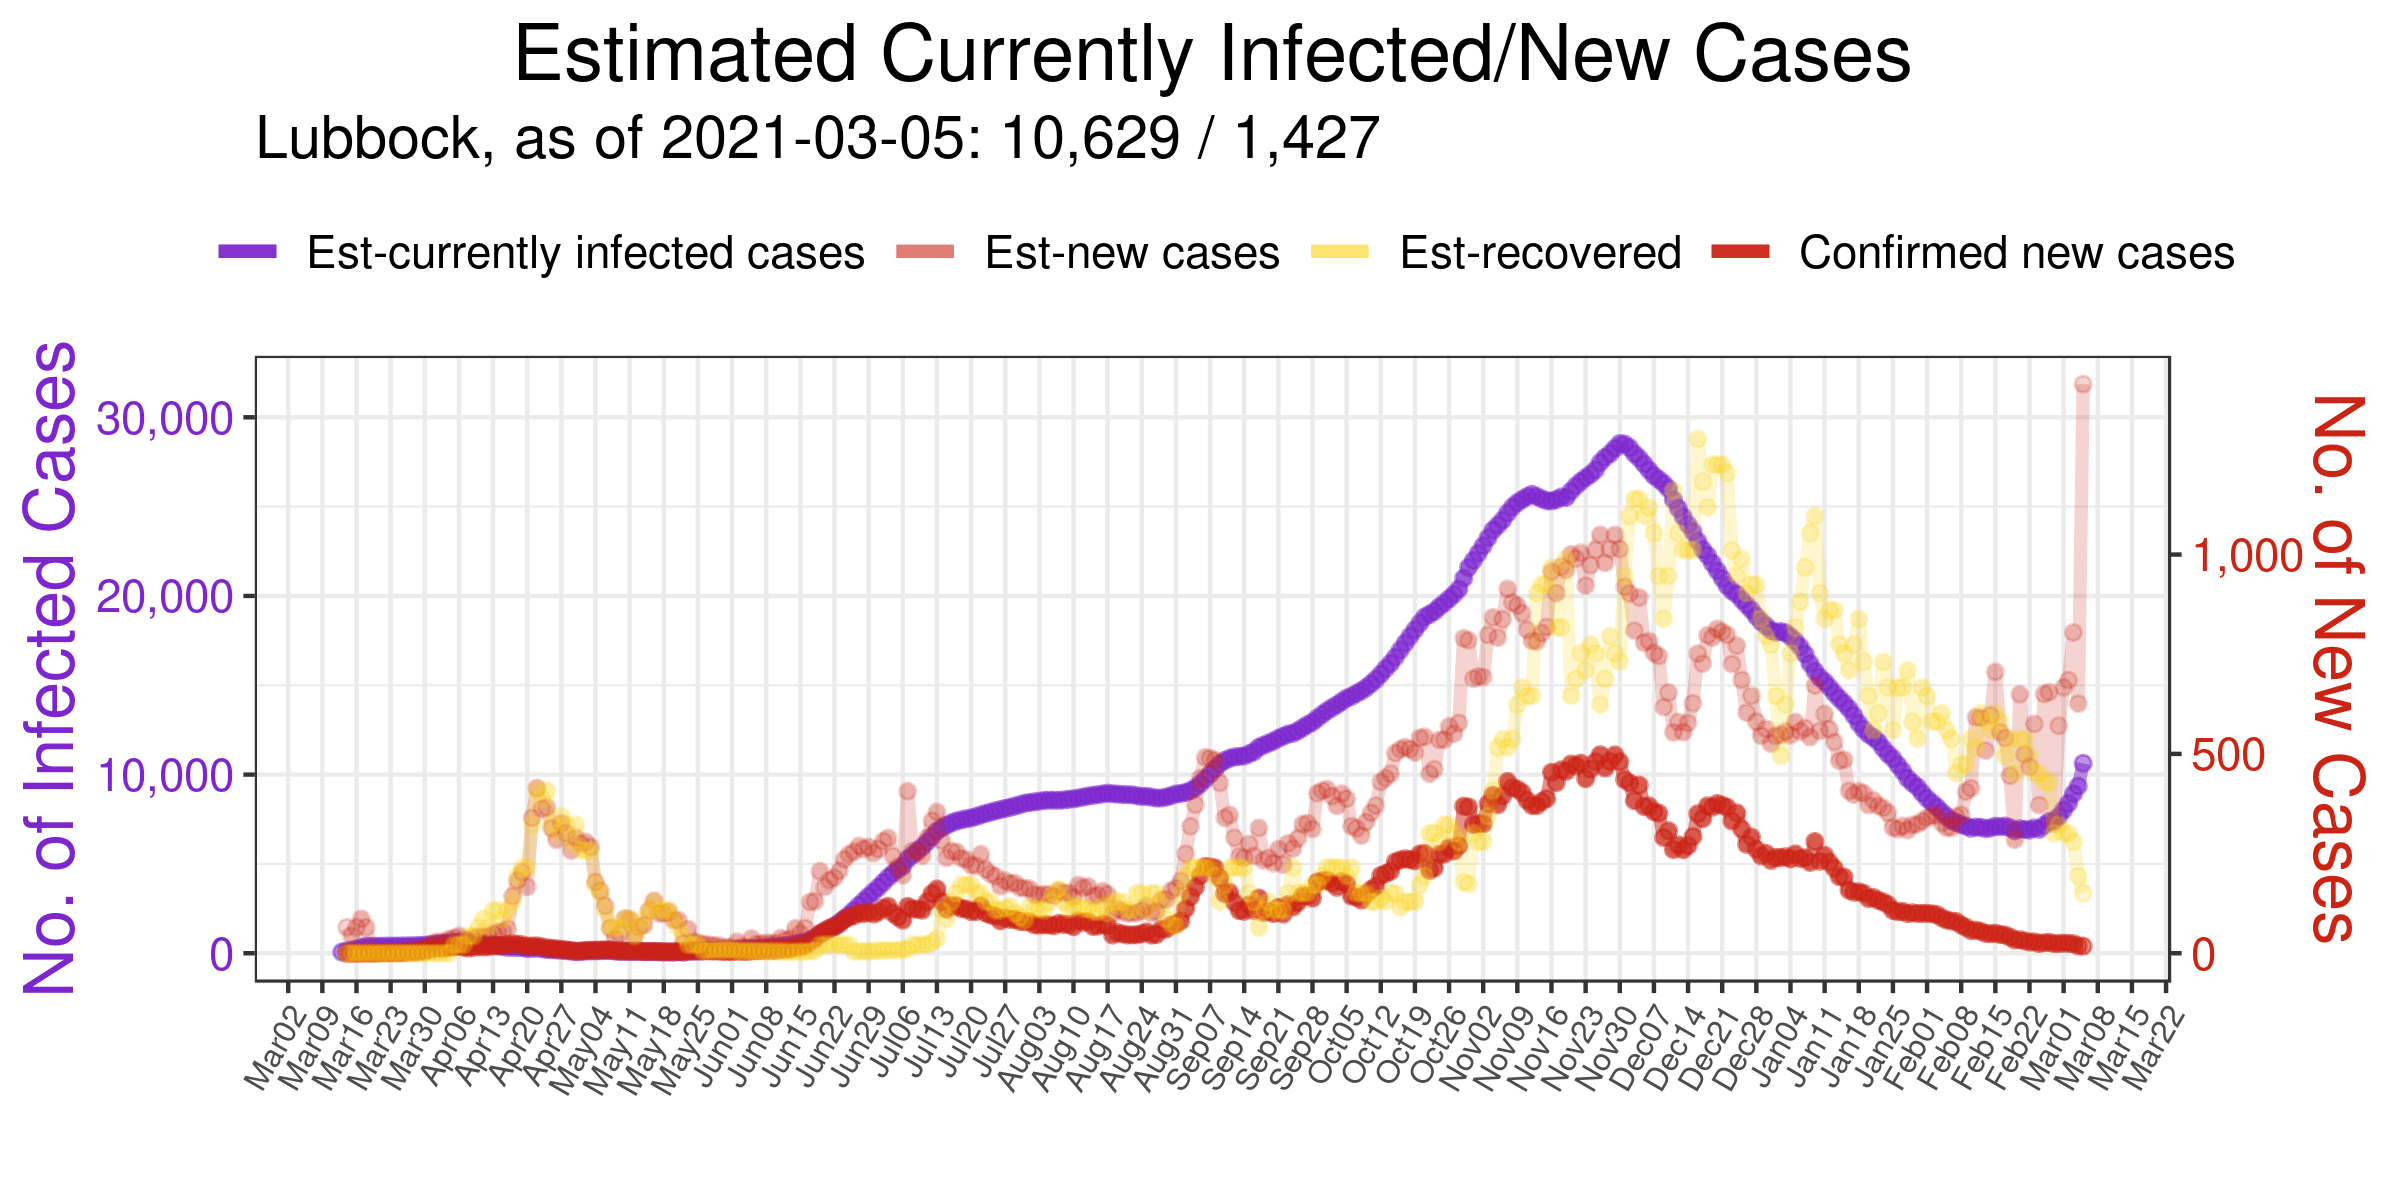 Estimated Currently Infected/New Cases
Lubbock, as of 2021-03-05: 10,629 / 1,427
Est-currently infected cases Est-new cases Est-recovered Confirmed new cases
No. of Infected Cases
30,000
20,000
10,000
0
1,000
500
0
No. of New Cases
Mar02 Mar09 Mar16 Mar23 Mar30 Apr06 Apr13 Apr20 Apr27 May04 May11 May18 May25 Jun01 Jun08 Jun15 Jun22 Jun29 Jul06 Jul13 Jul20 Jul27 Aug03 Aug10 Aug17 Aug24 Aug31 Sep07 Sep14 Sep21 Sep28 Oct05 Oct12 Oct19 Oct26 Nov02 Nov09 Nov16 Nov23 Nov30 Dec07 Dec14 Dec21 Dec28 Jan04 Jan11 Jan18 Jan25 Feb01 Feb08 Feb15 Feb22 Mar01 Mar08 Mar15 Mar22